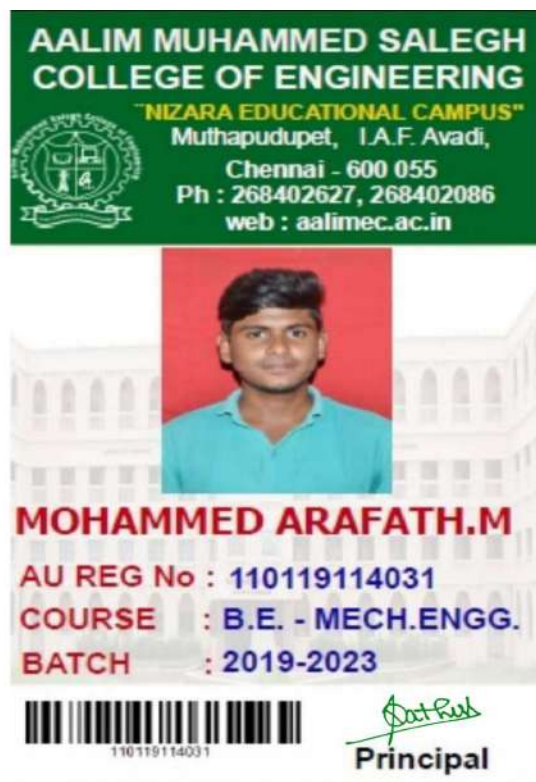 AALIM MUHAMMED SALEGH
COLLEGE OF ENGINEERING
"NIZARA EDUCATIONAL CAMPUS"
Muthapudupet, I.A.F. Avadi,
Chennai - 600 055
Ph : 268402627, 268402086
web : aalimec.ac.in
MOHAMMED ARAFATH.M
AU REG No : 110119114031
COURSE : B.E. - MECH.ENGG.
BATCH : 2019-2023
110119114031
Principal